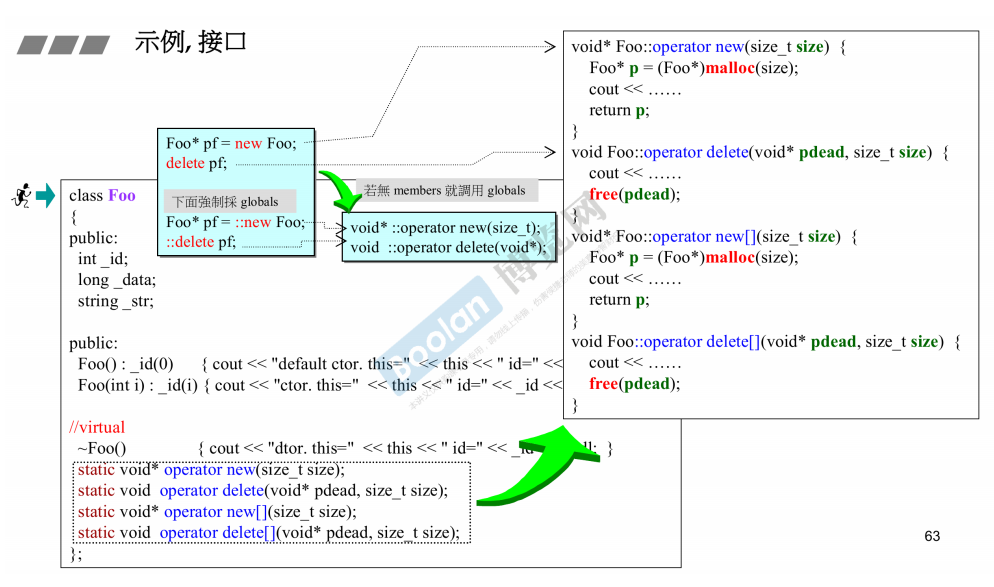 示例, 接口
Foo* pf = new Foo;
delete pf;
下面強制採 globals
Foo* pf = ::new Foo;
::delete pf;
若無 members 就調用 globals
void* ::operator new(size_t);
void ::operator delete(void*);
class Foo
{
public:
int _id;
long _data;
string _str;
public:
Foo() : _id(0) { cout << "default ctor. this=" << this << " id=" <<
Foo(int i) : _id(i) { cout << "ctor. this=" << this << " id=" << _id <<
//virtual
~Foo() { cout << "dtor. this=" << this << " id=" << }
static void* operator new(size_t size);
static void operator delete(void* pdead, size_t size);
static void* operator new[](size_t size);
static void operator delete[](void* pdead, size_t size);
};
void* Foo::operator new(size_t size) {
Foo* p = (Foo*)malloc(size);
cout << ……
return p;
}
void Foo::operator delete(void* pdead, size_t size) {
cout << ……
free(pdead);
}
void* Foo::operator new[](size_t size) {
Foo* p = (Foo*)malloc(size);
cout << ……
return p;
}
void Foo::operator delete[](void* pdead, size_t size) {
cout << ……
free(pdead);
}
Boolan 博览网
63